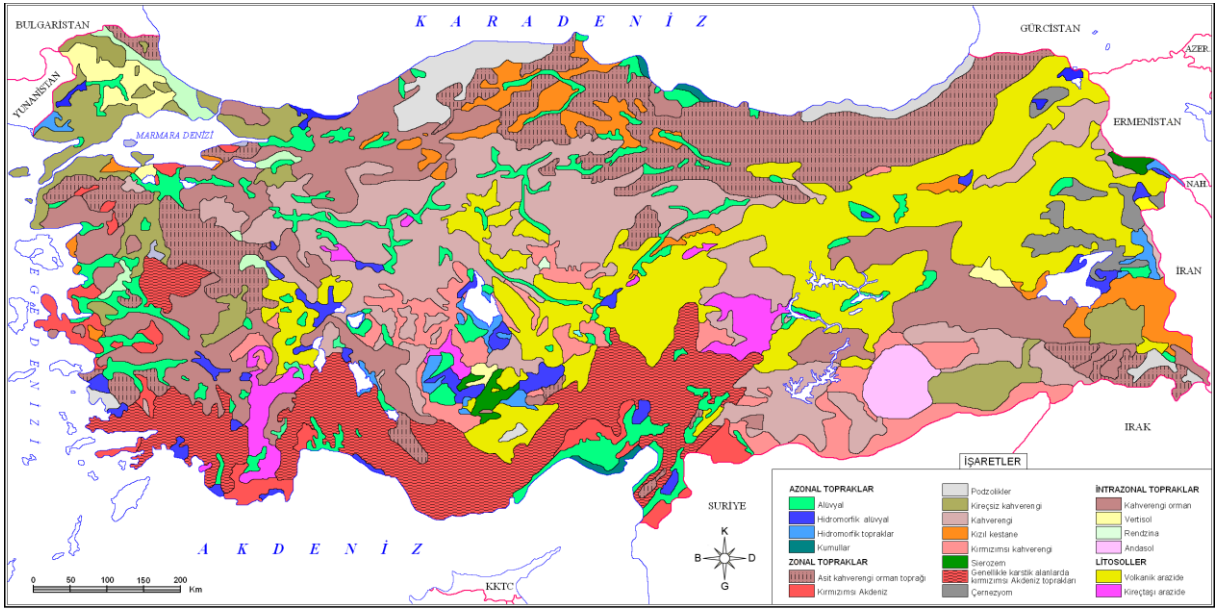 BULGARİSTAN
K A R A D E N İ Z
GÜRCİSTAN
AZER.
YUNANİSTAN
MARMARA DENİZİ
ERMENİSTAN
NAH.
İRAN
E G E D E N İ Z İ
IRAK
SURİYE
A K D E N İ Z
KKTC
K
B
D
G
0 50 100 150 200
Km
İŞARETLER
AZONAL TOPRAKLAR
Alüvyal
Hidromorfik alüvyal
Hidromorfik topraklar
Kumullar
ZONAL TOPRAKLAR
Asit kahverengi orman toprağı
Kırmızımsı Akdeniz
Podzolikler
Kireçsiz kahverengi
Kahverengi
Kızıl kestane
Kırmızımsı kahverengi
Sierozem
Genellikle karstik alanlarda
kırmızımsı Akdeniz toprakları
Çernezyom
İNTRAZONAL TOPRAKLAR
Kahverengi orman
Vertisol
Rendzina
Andasol
LİTOSOLLER
Volkanik arazide
Kireçtaşı arazide